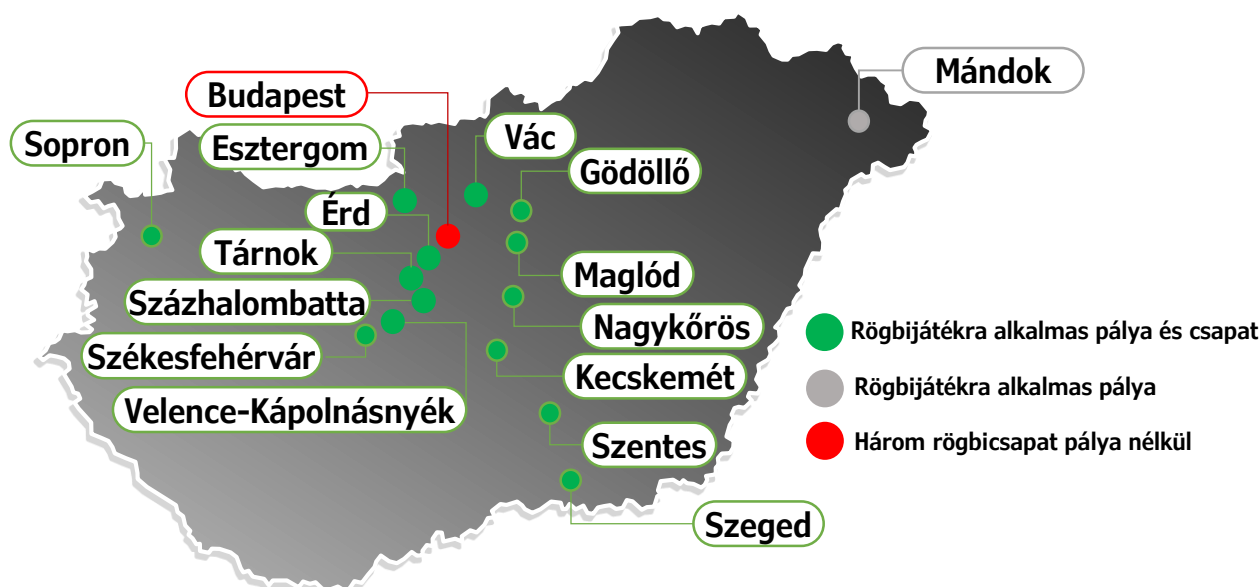 Mándok
Budapest
Sopron
Esztergom
Vác
Gödöllő
Érd
Tárnok
Maglód
Százhalombatta
Nagykőrös
Székesfehérvár
Kecskemét
Velence-Kápolnásnyék
Szentes
Szeged
Rögbijátékra alkalmas pálya és csapat
Rögbijátékra alkalmas pálya
Három rögbicsapat pálya nélkül